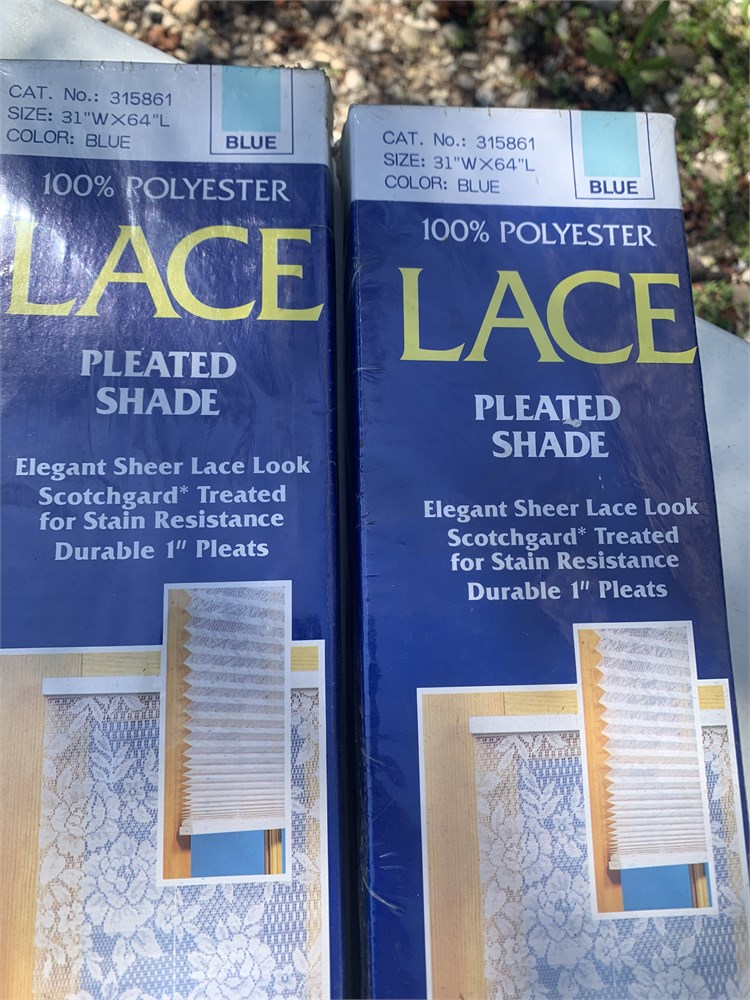 CAT. No.: 315861
SIZE: 31"W×64"L
COLOR: BLUE
BLUE
100% POLYESTER
LACE
PLEATED
SHADE
Elegant Sheer Lace Look
Scotchgard* Treated
for Stain Resistance
Durable 1" Pleats
CAT. No.: 315861
SIZE: 31"W×64"L
COLOR: BLUE
BLUE
100% POLYESTER
LACE
PLEATED
SHADE
Elegant Sheer Lace Look
Scotchgard* Treated
for Stain Resistance
Durable 1" Pleats